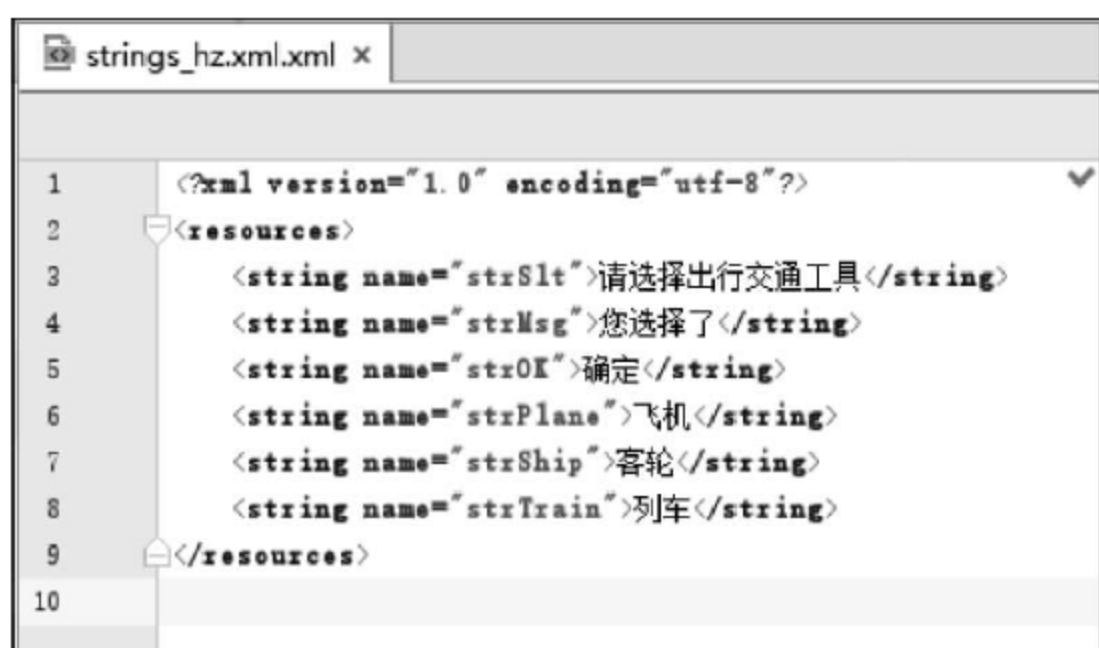 strings_hz.xml.xml ×
1 <?xml version="1.0" encoding="utf-8"?>
2 <resources>
3 <string name="strSlt">请选择出行交通工具</string>
4 <string name="strMsg">您选择了</string>
5 <string name="strOK">确定</string>
6 <string name="strPlane">飞机</string>
7 <string name="strShip">客轮</string>
8 <string name="strTrain">列车</string>
9 </resources>
10